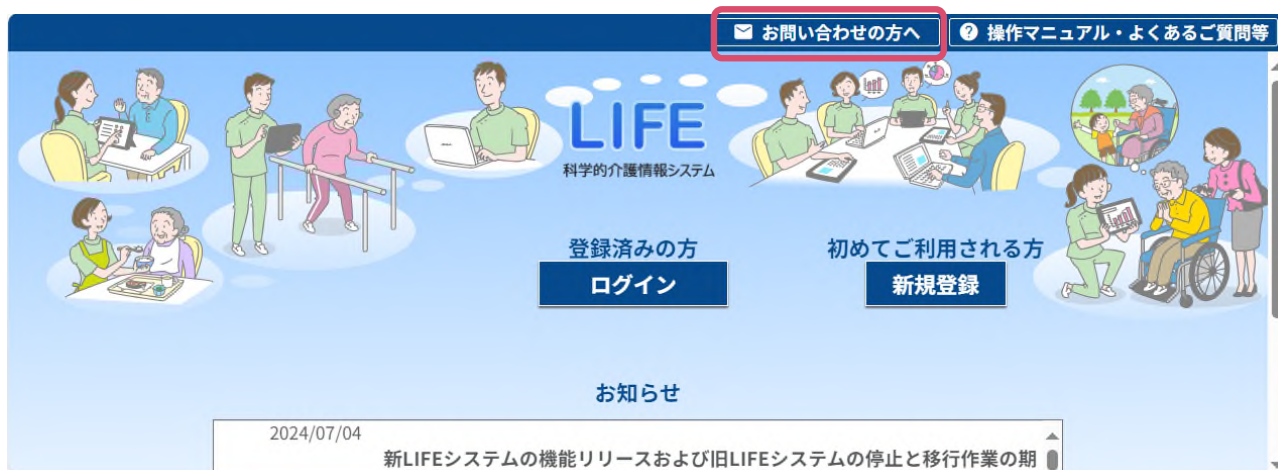 お問い合わせの方へ
操作マニュアル・よくあるご質問等
LIFE
科学的介護情報システム
登録済みの方
ログイン
初めてご利用される方
新規登録
お知らせ
2024/07/04
新LIFEシステムの機能リリースおよび旧LIFEシステムの停止と移行作業の期